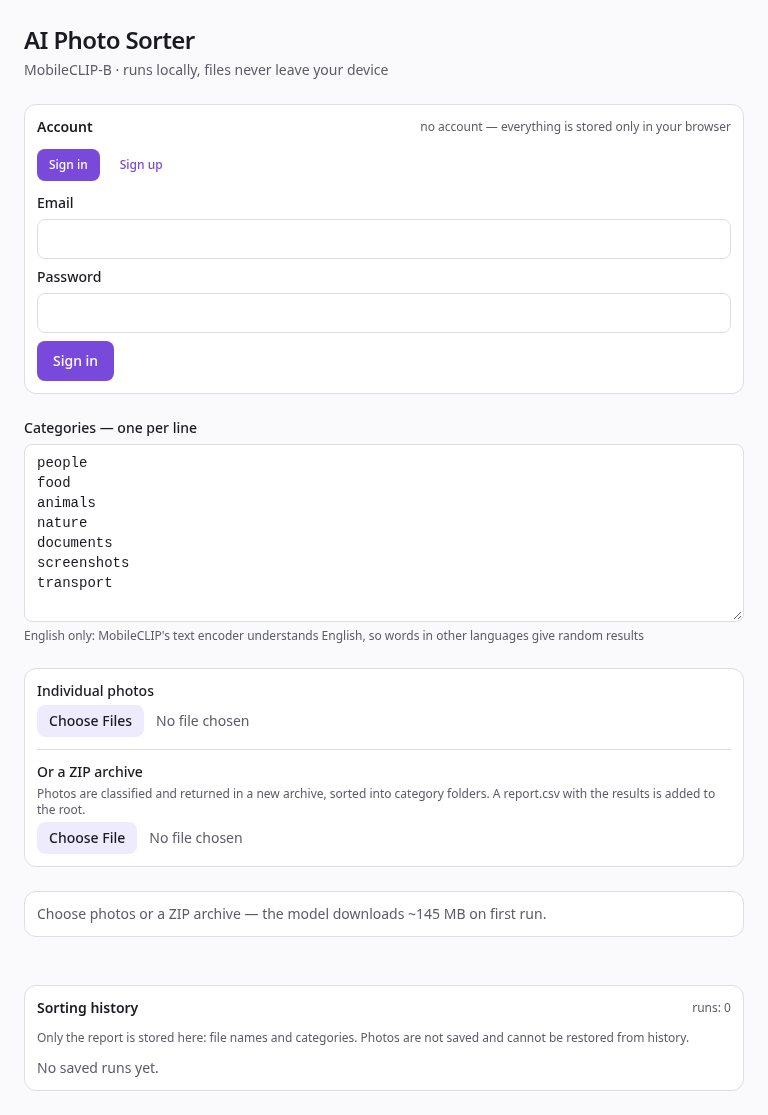 AI Photo Sorter
MobileCLIP-B · runs locally, files never leave your device
Account
no account — everything is stored only in your browser
Sign in
Sign up
Email
Password
Sign in
Categories — one per line
people
food
animals
nature
documents
screenshots
transport
English only: MobileCLIP's text encoder understands English, so words in other languages give random results
Individual photos
Choose Files
No file chosen
Or a ZIP archive
Photos are classified and returned in a new archive, sorted into category folders. A report.csv with the results is added to
the root.
Choose File
No file chosen
Choose photos or a ZIP archive — the model downloads ~145 MB on first run.
Sorting history
runs: 0
Only the report is stored here: file names and categories. Photos are not saved and cannot be restored from history.
No saved runs yet.